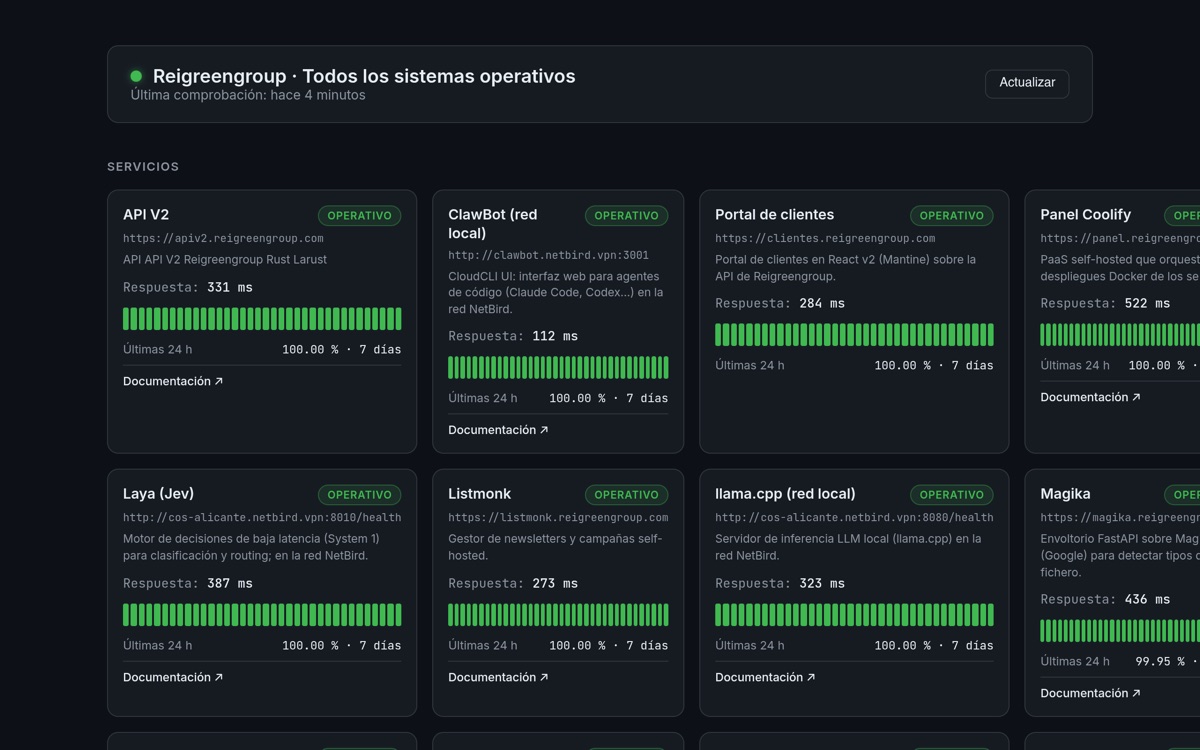 Reigreengroup · Todos los sistemas operativos
Última comprobación: hace 4 minutos
Actualizar
SERVICIOS
API V2
OPERATIVO
https://apiv2.reigreengroup.com
API API V2 Reigreengroup Rust Larust
Respuesta: 331 ms
Últimas 24 h
100.00 % · 7 días
Documentación ↗
ClawBot (red
local)
OPERATIVO
http://clawbot.netbird.vpn:3001
CloudCLI UI: interfaz web para agentes
de código (Claude Code, Codex...) en la
red NetBird.
Respuesta: 112 ms
Últimas 24 h
100.00 % · 7 días
Documentación ↗
Portal de clientes
OPERATIVO
https://clientes.reigreengroup.com
Portal de clientes en React v2 (Mantine) sobre la
API de Reigreengroup.
Respuesta: 284 ms
Últimas 24 h
100.00 % · 7 días
Panel Coolify
OPER
https://panel.reigreengro
PaaS self-hosted que orquest
despliegues Docker de los se
Respuesta: 522 ms
Últimas 24 h
100.00 % ·
Documentación ↗
Laya (Jev)
OPERATIVO
http://cos-alicante.netbird.vpn:8010/health
Motor de decisiones de baja latencia (System 1)
para clasificación y routing; en la red NetBird.
Respuesta: 387 ms
Últimas 24 h
100.00 % · 7 días
Documentación ↗
Listmonk
OPERATIVO
https://listmonk.reigreengroup.com
Gestor de newsletters y campañas self-
hosted.
Respuesta: 273 ms
Últimas 24 h
100.00 % · 7 días
Documentación ↗
llama.cpp (red local)
OPERATIVO
http://cos-alicante.netbird.vpn:8080/health
Servidor de inferencia LLM local (llama.cpp) en la
red NetBird.
Respuesta: 323 ms
Últimas 24 h
100.00 % · 7 días
Documentación ↗
Magika
OPER
https://magika.reigreengr
Envoltorio FastAPI sobre Mag
(Google) para detectar tipos d
fichero.
Respuesta: 436 ms
Últimas 24 h
99.95 % ·
Documentación ↗